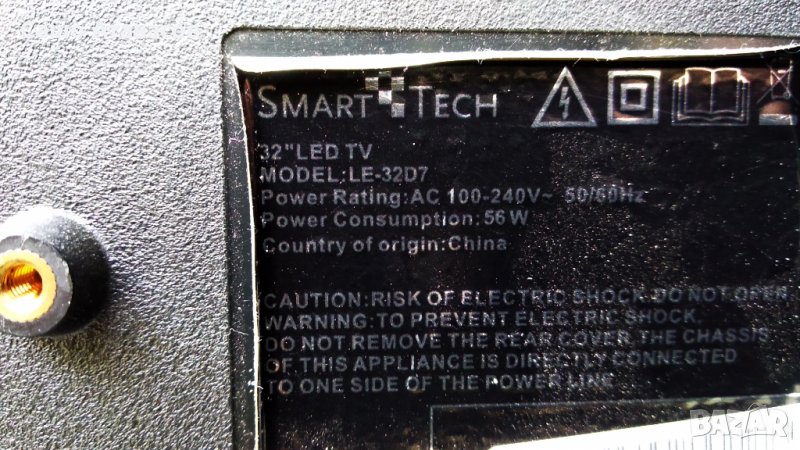 SMART TECH
32"LED TV
MODEL:LE-32D7
Power Rating:AC 100-240V~ 50/60Hz
Power Consumption:56W
Country of origin:China
CAUTION:RISK OF ELECTRIC SHOCK.DO NOT OPEN
WARNING:TO PREVENT ELECTRIC SHOCK.
DO NOT REMOVE THE REAR COVER. THE CHASSIS
OF THIS APPLIANCE IS DIRECTLY CONNECTED
TO ONE SIDE OF THE POWER LINE
BAZAR